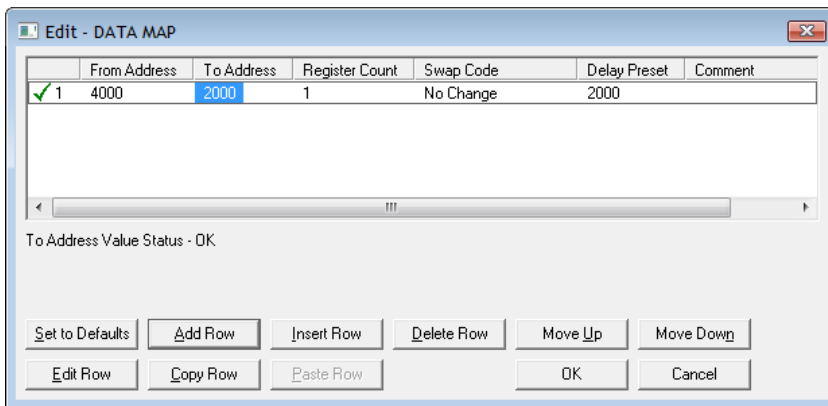 Edit - DATA MAP
From Address To Address Register Count Swap Code Delay Preset Comment
1 4000 2000 1 No Change 2000
To Address Value Status - OK
Set to Defaults Add Row Insert Row Delete Row Move Up Move Down
Edit Row Copy Row Paste Row OK Cancel